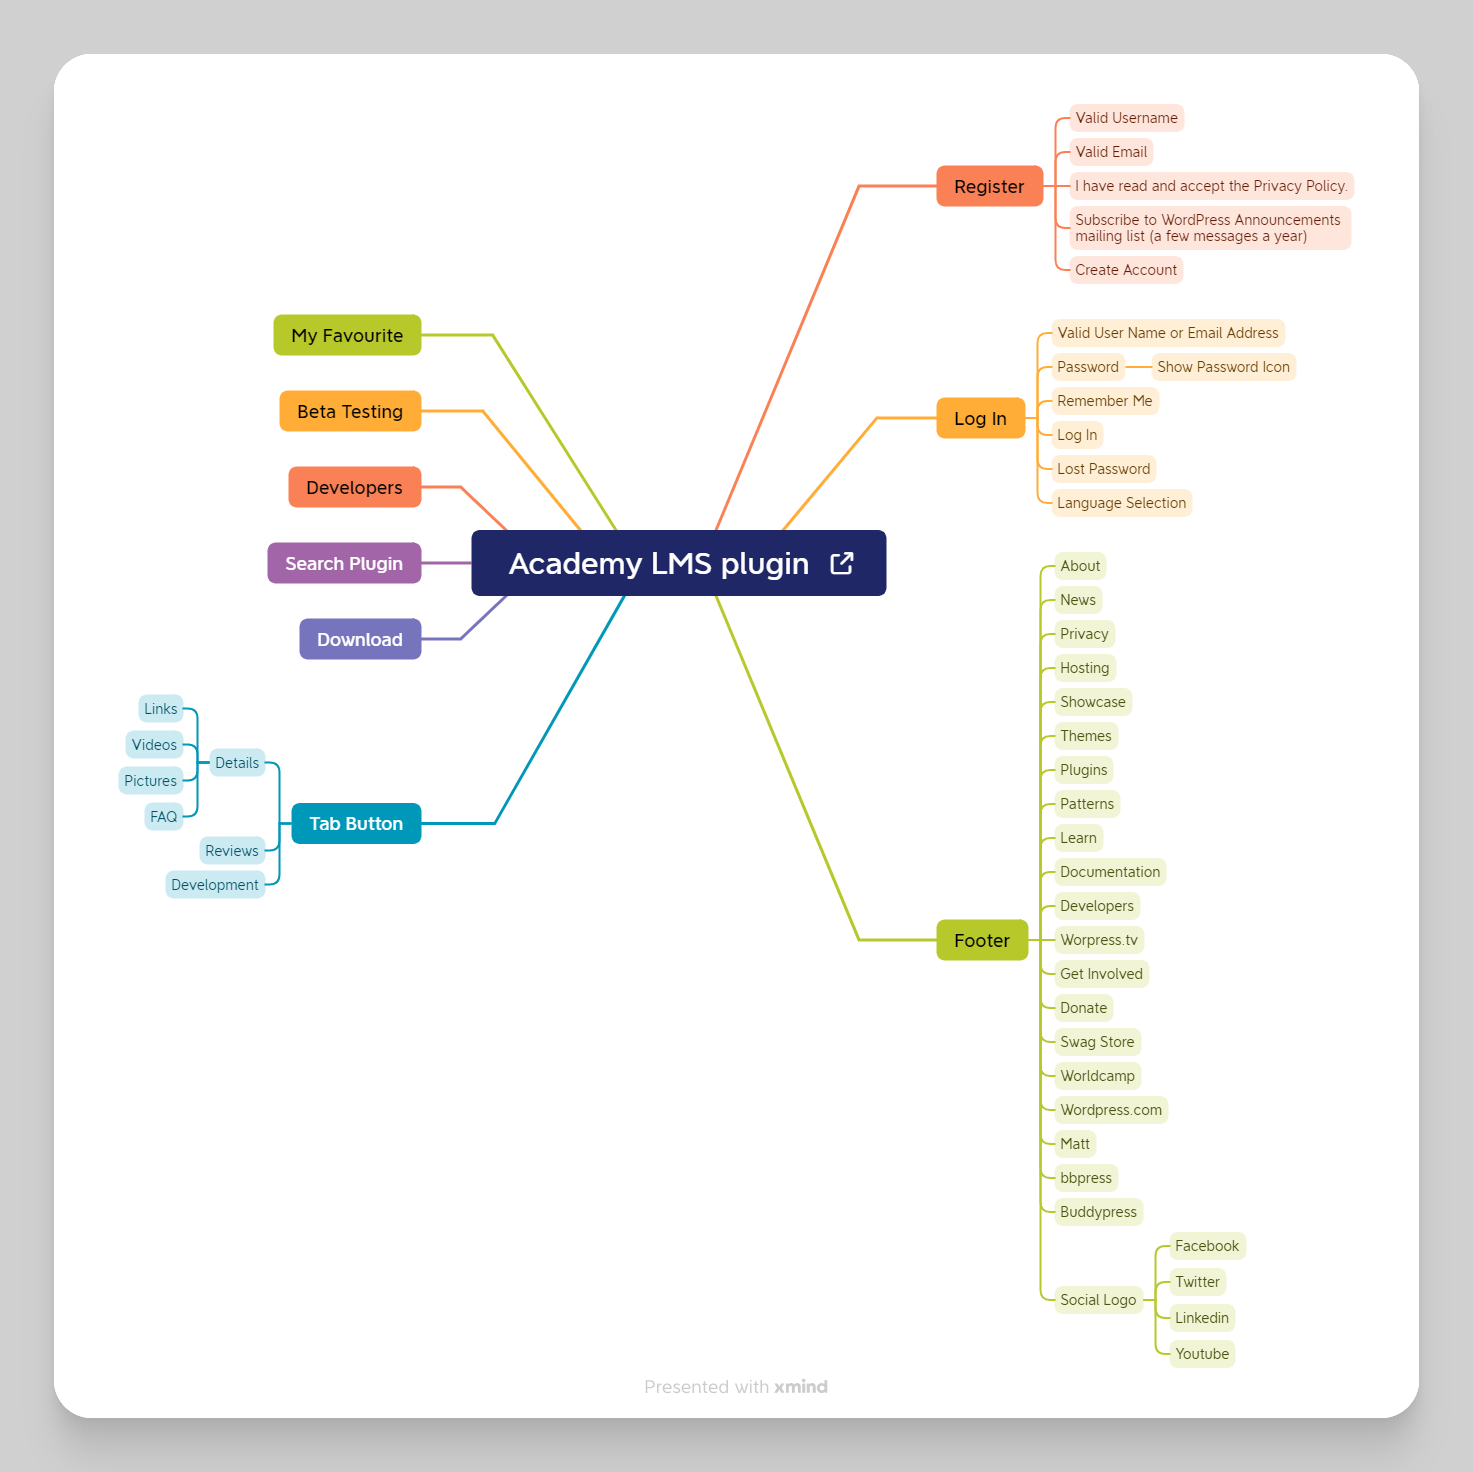 Academy LMS plugin
Register
Valid Username
Valid Email
I have read and accept the Privacy Policy.
Subscribe to WordPress Announcements
mailing list (a few messages a year)
Create Account
Log In
Valid User Name or Email Address
Password
Show Password Icon
Remember Me
Log In
Lost Password
Language Selection
Footer
About
News
Privacy
Hosting
Showcase
Themes
Plugins
Patterns
Learn
Documentation
Developers
Worpress.tv
Get Involved
Donate
Swag Store
Worldcamp
Wordpress.com
Matt
bbpress
Buddypress
Social Logo
Facebook
Twitter
Linkedin
Youtube
My Favourite
Beta Testing
Developers
Search Plugin
Download
Tab Button
Details
Links
Videos
Pictures
FAQ
Reviews
Development
Presented with xmind